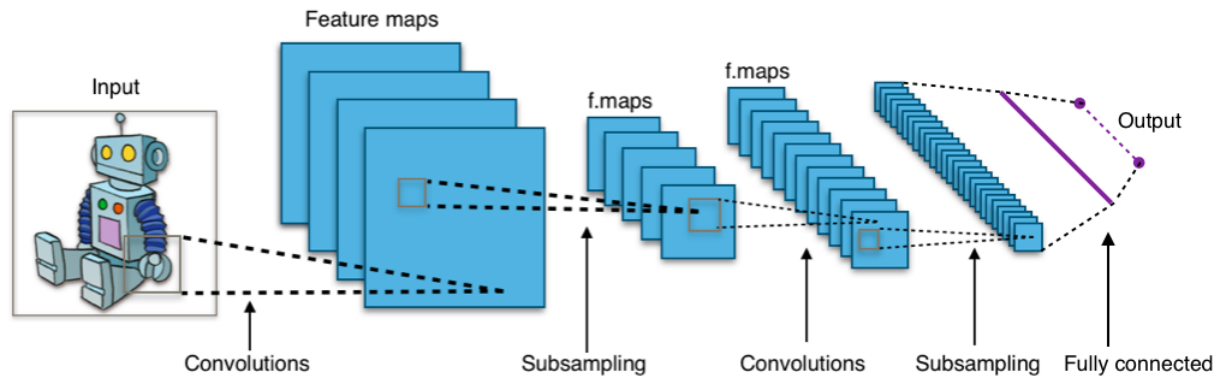 Feature maps
Input
f.maps
f.maps
Output
Convolutions
Subsampling
Convolutions
Subsampling
Fully connected